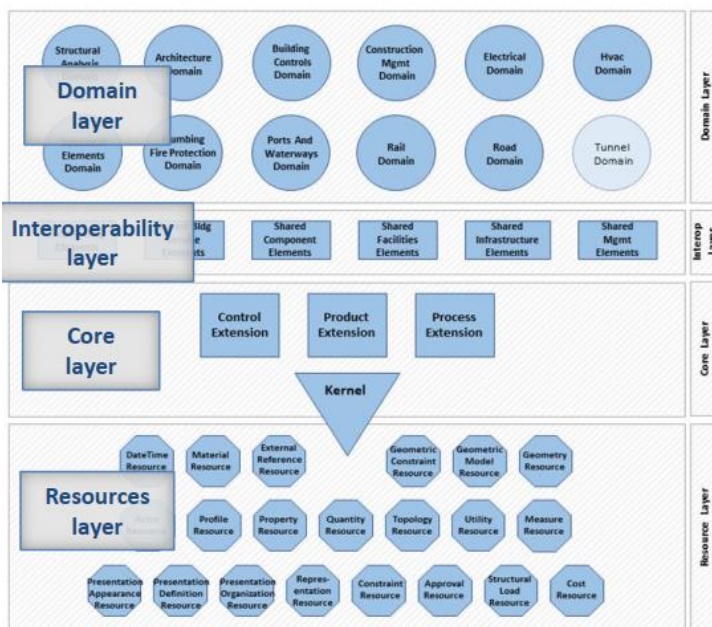 Structural
Analysis
Architecture
Domain
Building
Controls
Domain
Construction
Mgmt
Domain
Electrical
Domain
Hvac
Domain
Domain
layer
Elements
Domain
Fire Protection
Domain
Ports And
Waterways
Domain
Rail
Domain
Road
Domain
Tunnel
Domain
Domain Layer
Interoperability
layer
Shared
Component
Elements
Shared
Facilities
Elements
Shared
Infrastructure
Elements
Shared
Mgmt
Elements
Interop
layer
Core
layer
Control
Extension
Product
Extension
Process
Extension
Kernel
Core Layer
DateTime
Resource
Material
Resource
External
Reference
Resource
Geometric
Constraint
Resource
Geometric
Model
Resource
Geometry
Resource
Resources
layer
Profile
Resource
Property
Resource
Quantity
Resource
Topology
Resource
Utility
Resource
Measure
Resource
Presentation
Appearance
Resource
Presentation
Definition
Resource
Presentation
Organization
Resource
Repres-
entation
Resource
Constraint
Resource
Approval
Resource
Structural
Load
Resource
Cost
Resource
Resource Layer